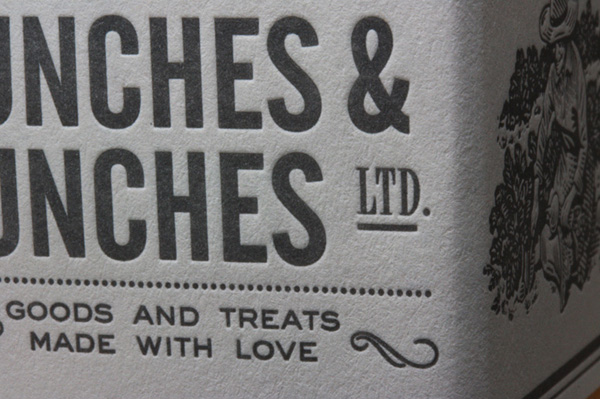 UNCHES &
UNCHES LTD.
GOODS AND TREATS
MADE WITH LOVE